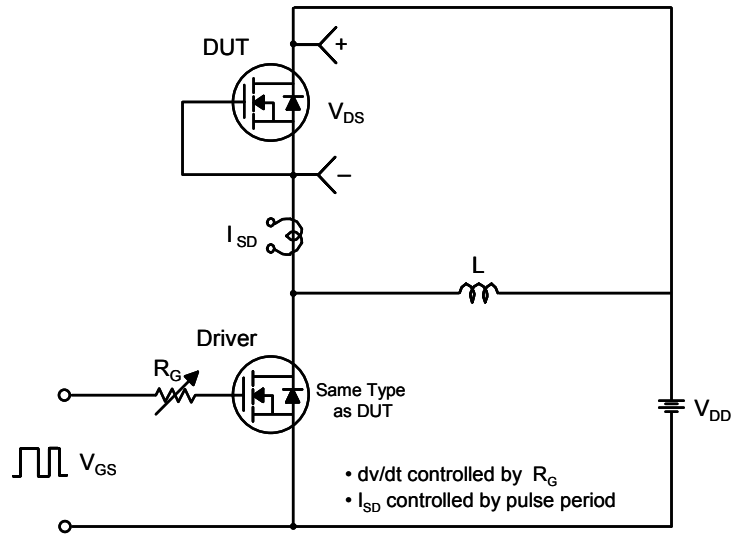 DUT
+
V_DS
−
I_SD
L
Driver
R_G
Same Type
as DUT
V_DD
V_GS
• dv/dt controlled by R_G
• I_SD controlled by pulse period